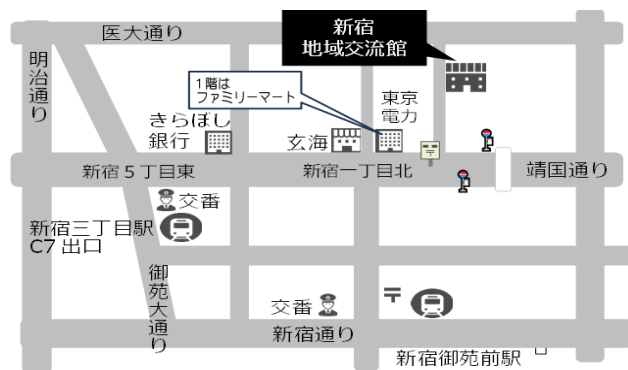 新宿
地域交流館
医大通り
明治通り
1階は
ファミリーマート
東京
電力
きらぼし
銀行
玄海
〒
新宿5丁目東
新宿一丁目北
靖国通り
交番
新宿三丁目駅
C7出口
御苑大通り
交番
〒
新宿通り
新宿御苑前駅